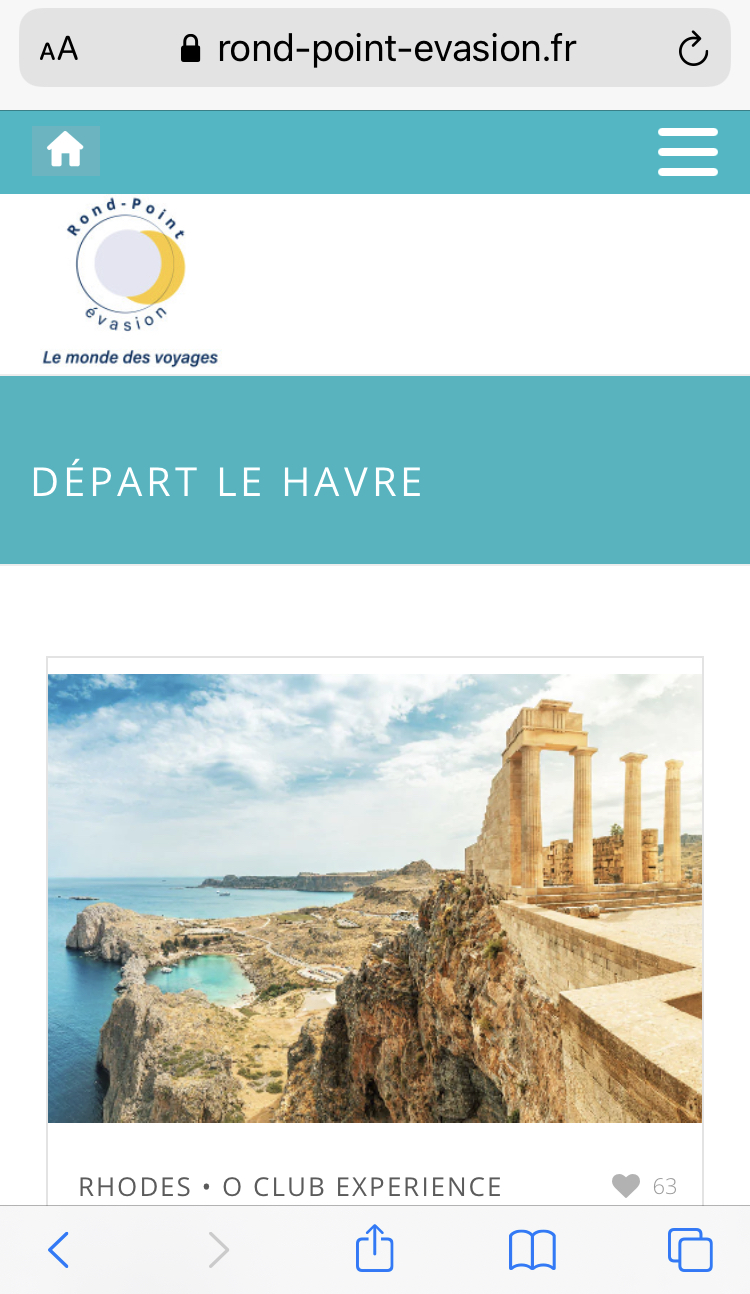 AA rond-point-evasion.fr
Rond-Point
évasion
Le monde des voyages
DÉPART LE HAVRE
RHODES • O CLUB EXPERIENCE 63